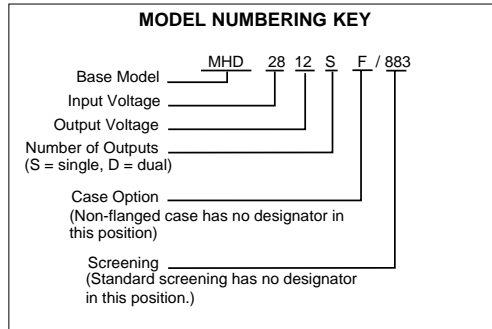 MODEL NUMBERING KEY
MHD 28 12 S F / 883
Base Model
Input Voltage
Output Voltage
Number of Outputs
(S = single, D = dual)
Case Option
(Non-flanged case has no designator in
this position)
Screening
(Standard screening has no designator
in this position.)